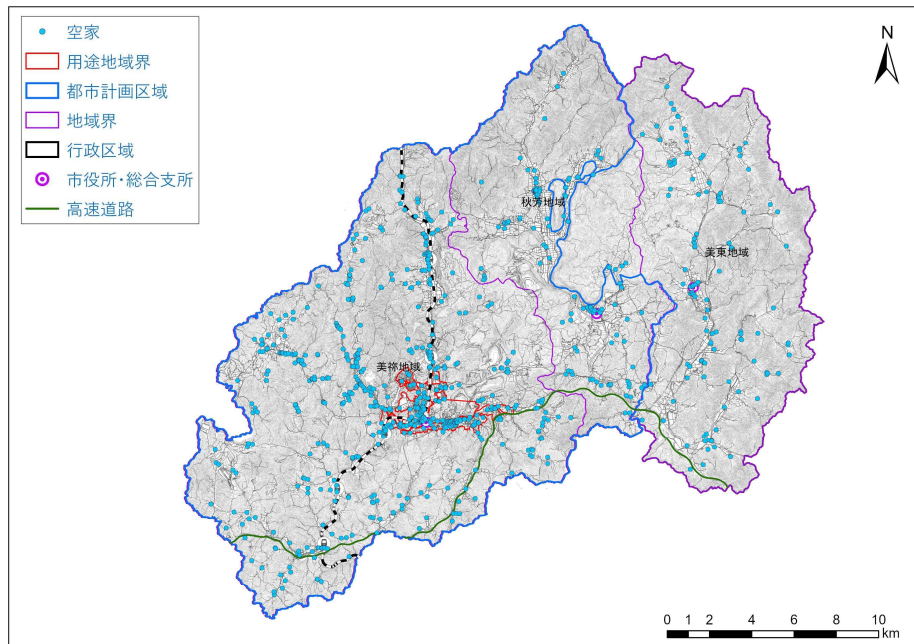 空家
用途地域界
都市計画区域
地域界
行政区域
市役所・総合支所
高速道路
N
秋芳地域
美東地域
美祢地域
0 1 2 4 6 8 10
km